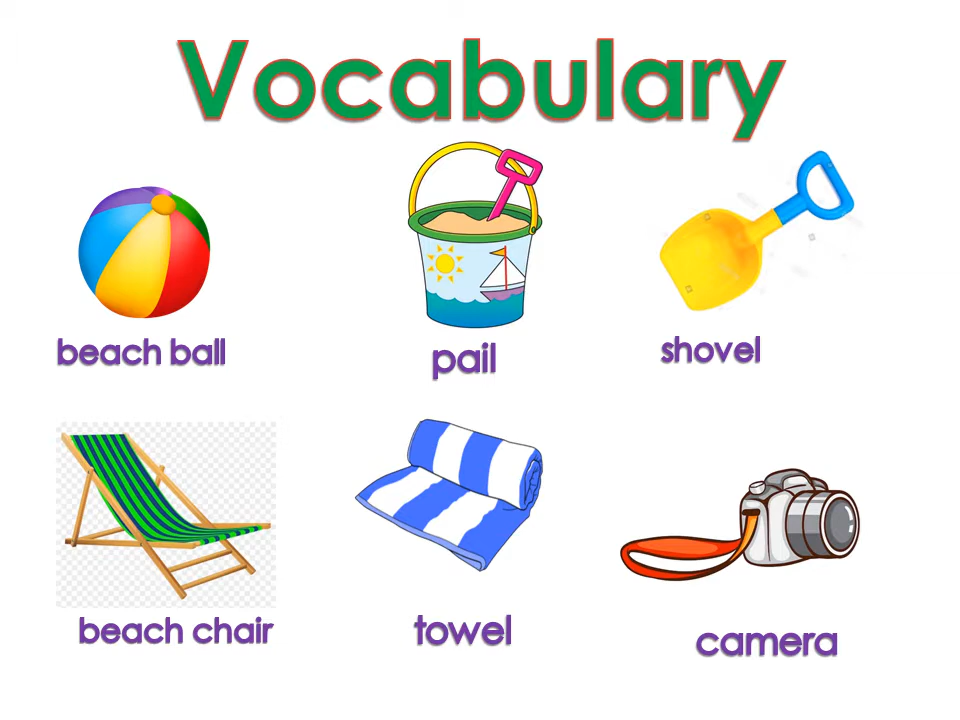 Vocabulary
beach ball
pail
shovel
beach chair
towel
camera